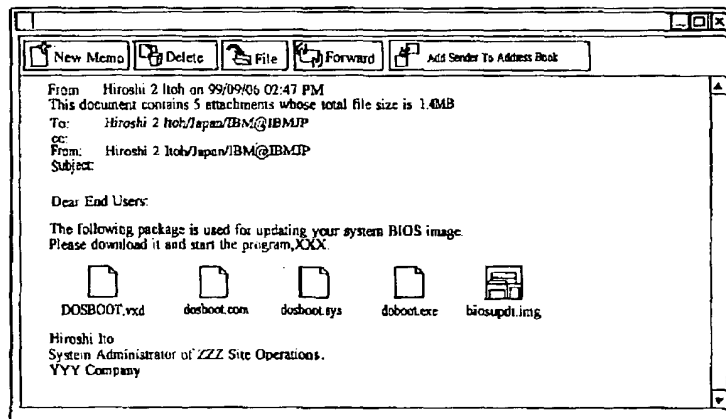 New Memo Delete File Forward Add Sender To Address Book
From Hiroshi 2 Itoh on 99/09/06 02:47 PM
This document contains 5 attachments whose total file size is 1.4MB
To: Hiroshi 2 Itoh/Japan/IBM@IBMJP
cc:
From: Hiroshi 2 Itoh/Japan/IBM@IBMJP
Subject:
Dear End Users:
The following package is used for updating your system BIOS image.
Please download it and start the program,XXX.
DOSBOOT.vxd dosboot.com dosboot.sys doboot.exe biosupdt.img
Hiroshi Ito
System Administrator of ZZZ Site Operations.
YYY Company